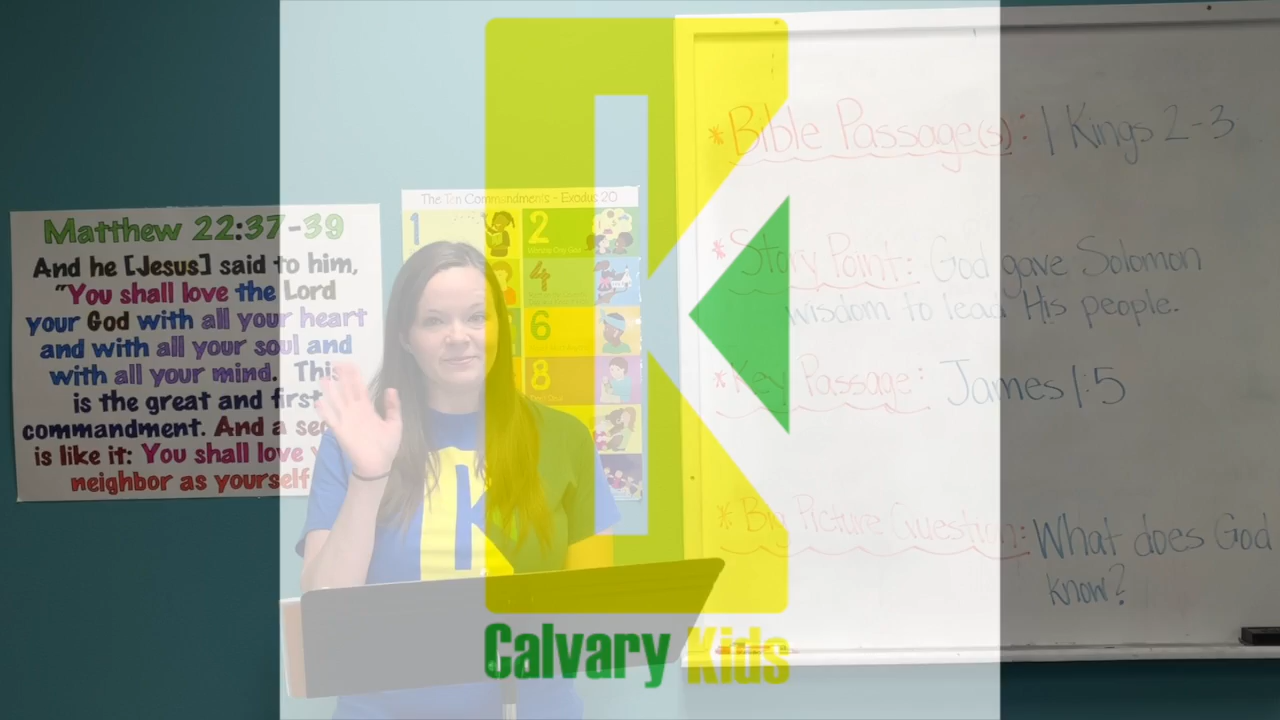 Matthew 22:37-39
And he [Jesus] said to him,
"You shall love the Lord
your God with all your heart
and with all your soul and
with all your mind. This
is the great and first
commandment. And a sec
is like it: You shall love y
neighbor as yourself
The Ten Commandments - Exodus 20
1
2
4
6
8
K
* Bible Passage(s): 1 Kings 2-3
* Story Point: God gave Solomon
wisdom to lead His people.
* Key Passage: James 1:5
* Big Picture Question: What does God
know?
Calvary Kids